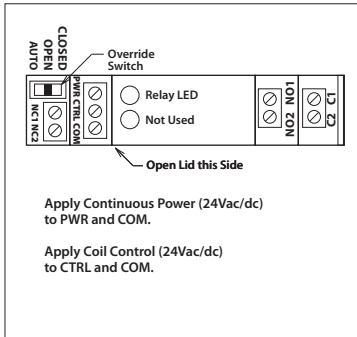 CLOSED
OPEN
AUTO
Override
Switch
NC1 NC2
PWR CTRL COM
Relay LED
Not Used
NO2 NO1
C2 C1
Open Lid this Side
Apply Continuous Power (24Vac/dc)
to PWR and COM.
Apply Coil Control (24Vac/dc)
to CTRL and COM.